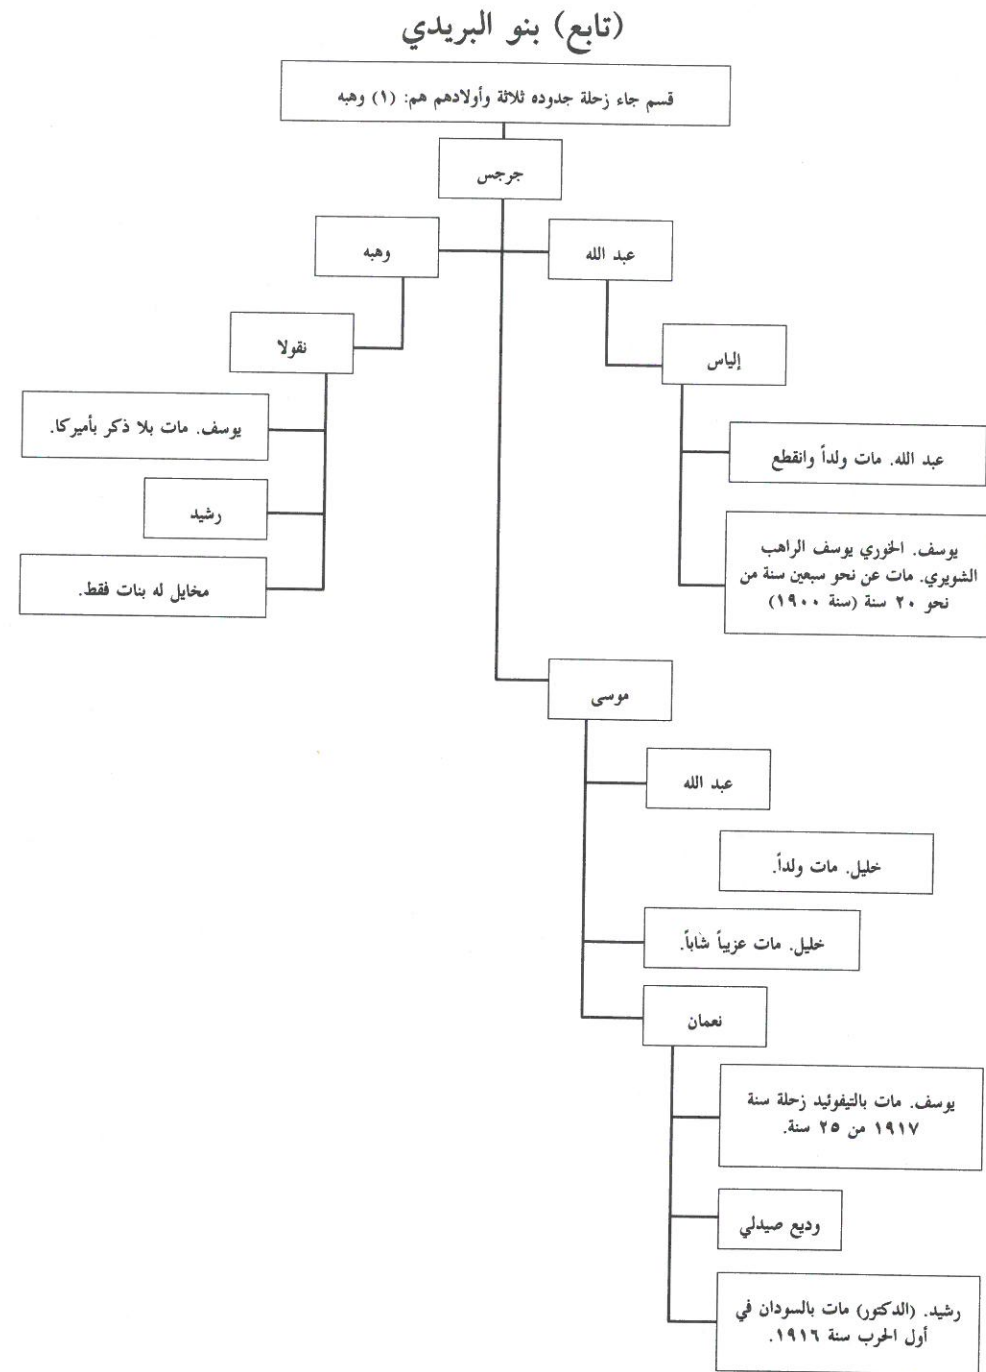 (تابع) بنو البريدي
قسم جاء زحلة جدوده ثلاثة وأولادهم هم: (١) وهبه
جرجس
عبد الله
وهبه
إلياس
نقولا
عبد الله. مات ولداً وانقطع
يوسف. مات بلا ذكر بأميركا.
يوسف. الخوري يوسف الراهب
الشويري. مات عن نحو سبعين سنة من
نحو ٢٠ سنة (سنة ١٩٠٠)
رشيد
مخايل له بنات فقط.
موسى
عبد الله
خليل. مات ولداً.
خليل. مات عزيباً شاباً.
نعمان
يوسف. مات بالتيفوئيد زحلة سنة
١٩١٧ من ٢٥ سنة.
وديع صيدلي
رشيد. (الدكتور) مات بالسودان في
أول الحرب سنة ١٩١٦.